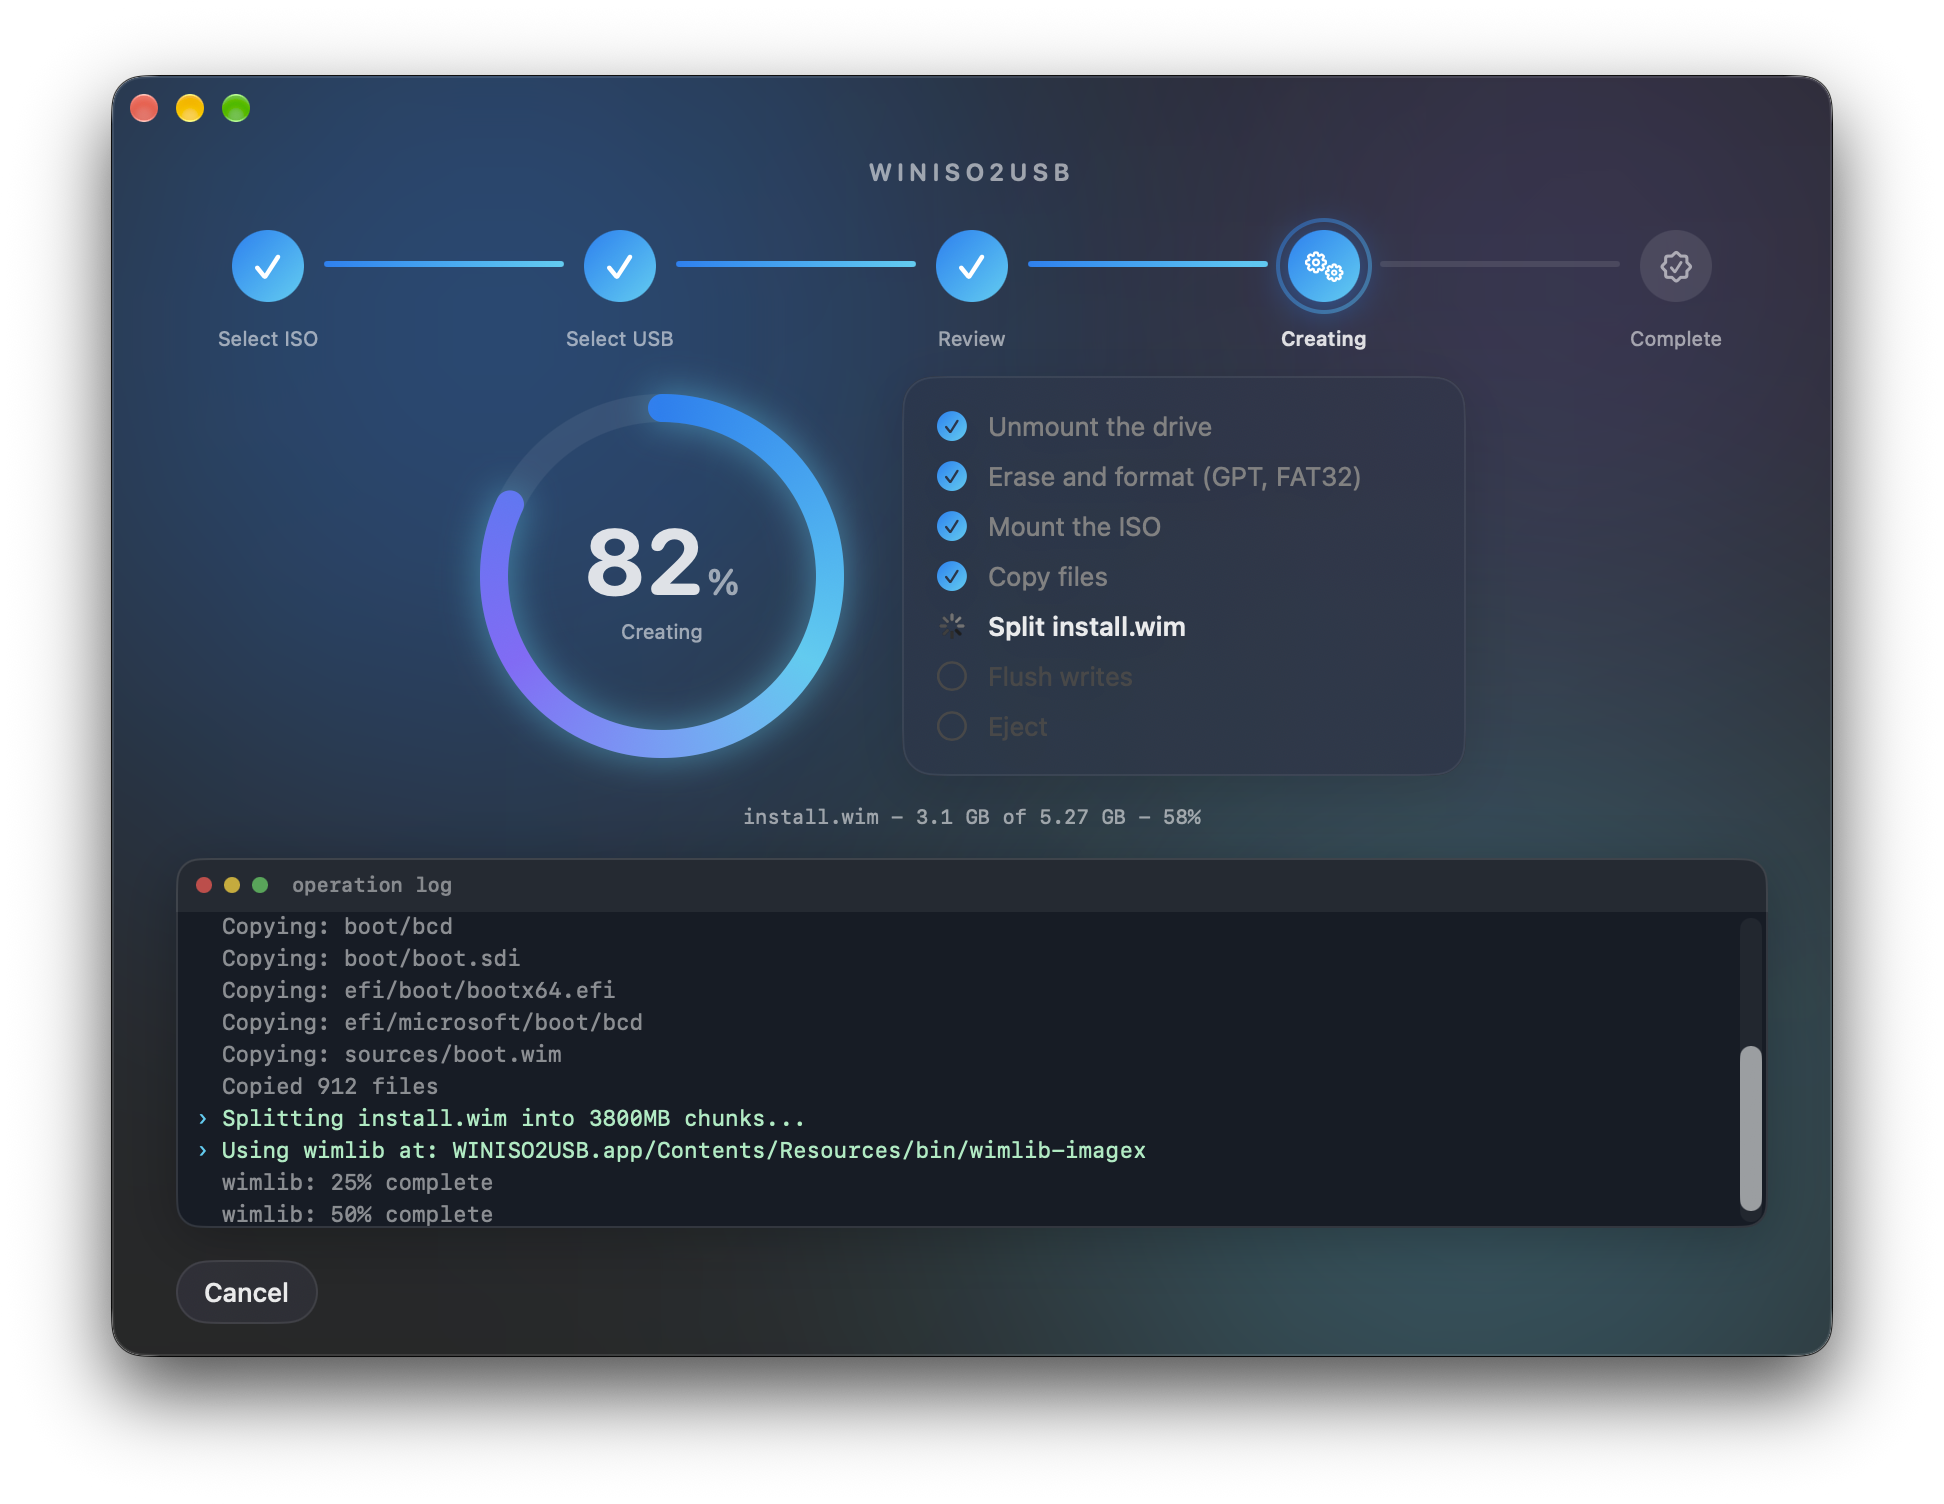 WINISO2USB
Select ISO
Select USB
Review
Creating
Complete
82%
Creating
Unmount the drive
Erase and format (GPT, FAT32)
Mount the ISO
Copy files
Split install.wim
Flush writes
Eject
install.wim — 3.1 GB of 5.27 GB — 58%
operation log
Copying: boot/bcd
Copying: boot/boot.sdi
Copying: efi/boot/bootx64.efi
Copying: efi/microsoft/boot/bcd
Copying: sources/boot.wim
Copied 912 files
› Splitting install.wim into 3800MB chunks...
› Using wimlib at: WINISO2USB.app/Contents/Resources/bin/wimlib-imagex
wimlib: 25% complete
wimlib: 50% complete
Cancel